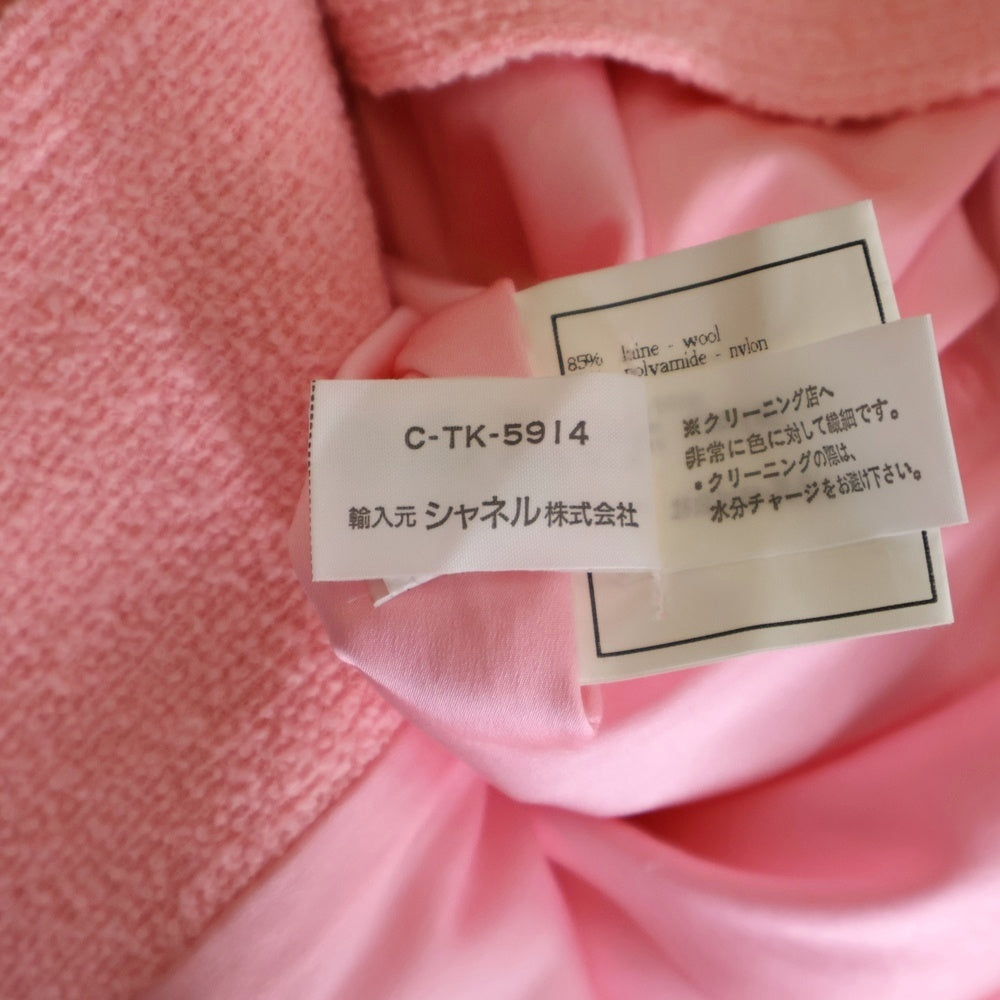 85% laine - wool
polyamide - nylon
C-TK-5914
輸入元 シャネル 株式会社
※クリーニング店へ
非常に色に対して繊細です。
•クリーニングの際は、
水分チャージをお避け下さい。